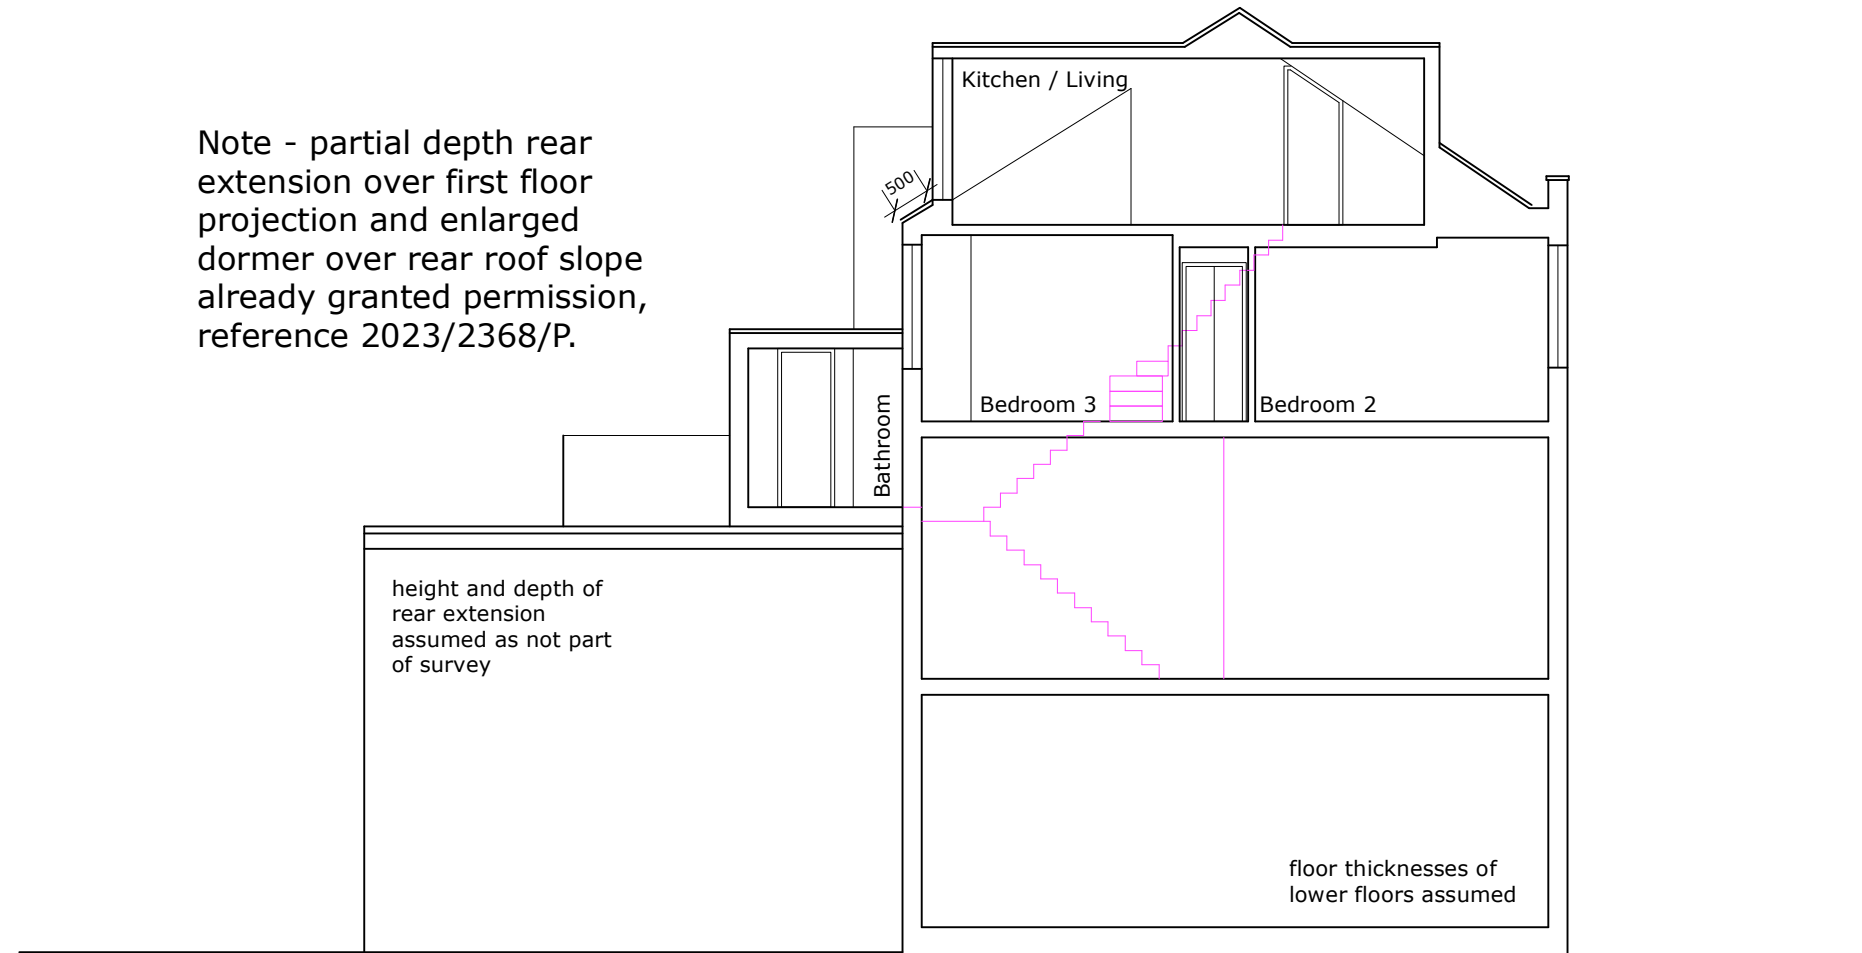 Kitchen / Living
Note - partial depth rear
extension over first floor
projection and enlarged
dormer over rear roof slope
already granted permission,
reference 2023/2368/P.
500
Bedroom 3
Bedroom 2
Bathroom
height and depth of
rear extension
assumed as not part
of survey
floor thicknesses of
lower floors assumed